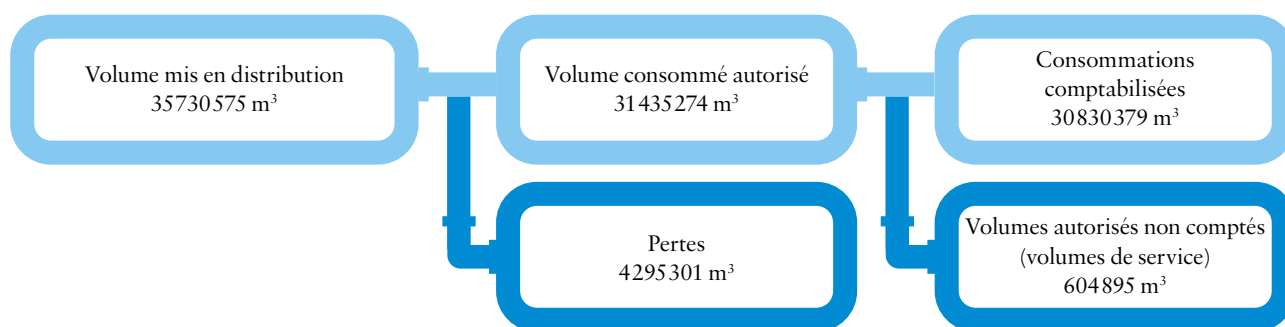 Volume mis en distribution
35730575 m³
Volume consommé autorisé
31435274 m³
Consommations
comptabilisées
30830379 m³
Pertes
4295301 m³
Volumes autorisés non comptés
(volumes de service)
604895 m³